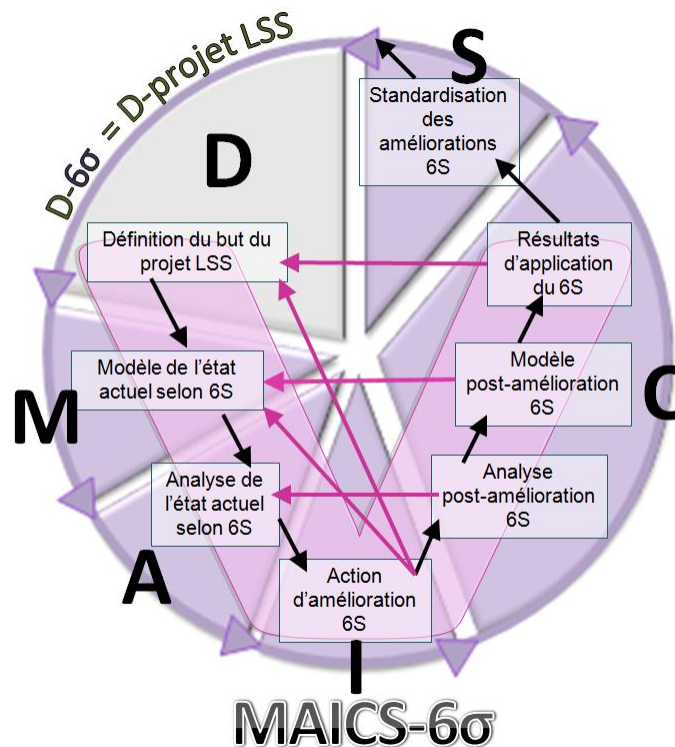 S
Standardisation
des
améliorations
6S
D-6σ = D-projet LSS
D
Définition du but du
projet LSS
Résultats
d'application
du 6S
Modèle de l'état
actuel selon 6S
Modèle
post-amélioration
6S
M
C
Analyse de
l'état actuel
selon 6S
Analyse
post-amélioration
6S
A
Action
d'amélioration
6S
I
MAICS-6σ